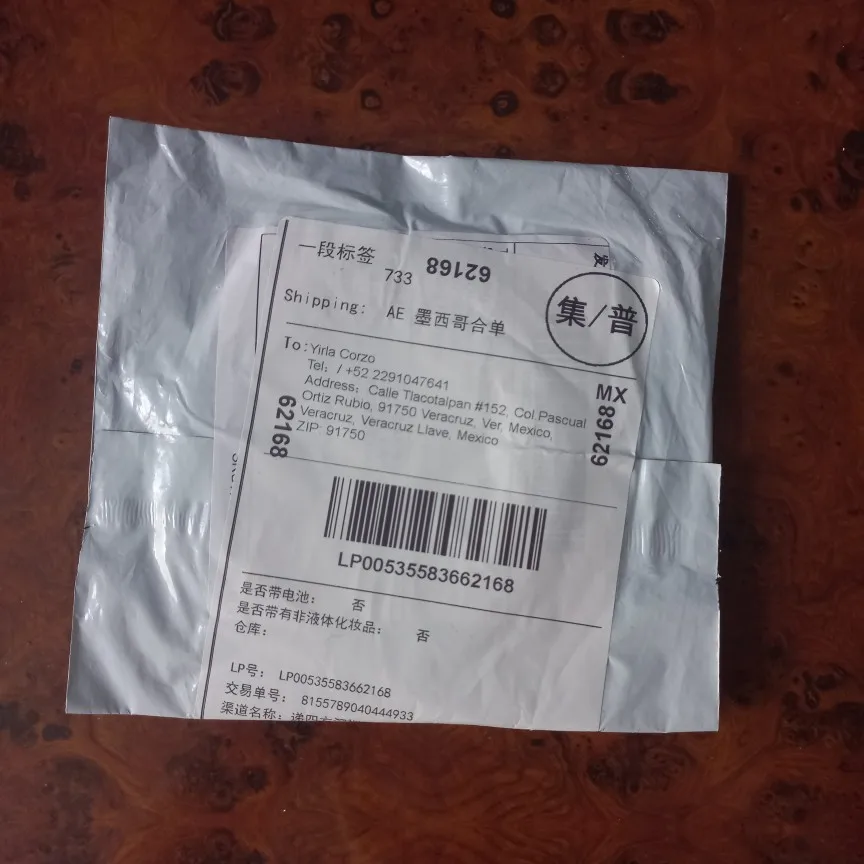 一段标签
733
62168
集/普
Shipping: AE 墨西哥合单
To: Yirla Corzo
Tel: / +52 2291047641
Address: Calle Tlacotalpan #152, Col Pascual
Ortiz Rubio, 91750 Veracruz, Ver, Mexico,
Veracruz, Veracruz Llave, Mexico
ZIP: 91750
MX
62168
62168
LP00535583662168
是否带电池: 否
是否带有非液体化妆品: 否
仓库:
LP号: LP00535583662168
交易单号: 8155789040444933
渠道名称: 递四方